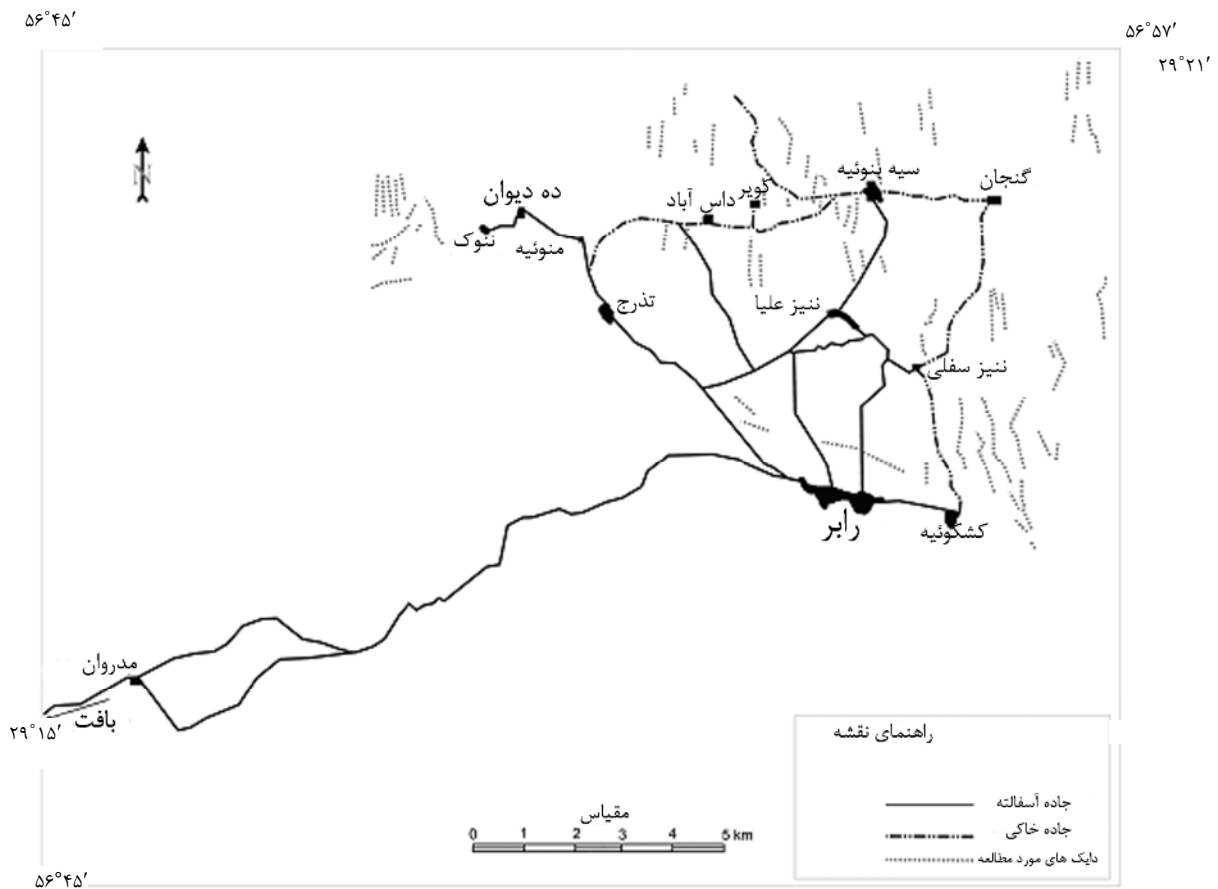 ۵۶°۴۵′
۵۶°۵۷′
۲۹°۲۱′
N
ده دیوان
ننوک
منوئیه
داس آباد
گویر
سیه بنوئیه
گنجان
تذرج
ننیز علیا
ننیز سفلی
رابر
کشکوئیه
مدروان
بافت
۲۹°۱۵′
راهنمای نقشه
جاده آسفالته
جاده خاکی
دایک های مورد مطالعه
مقیاس
0 1 2 3 4 5 km
۵۶°۴۵′